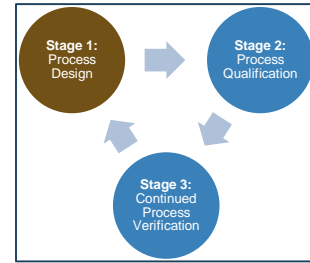 Stage 1:
Process
Design
Stage 2:
Process
Qualification
Stage 3:
Continued
Process
Verification